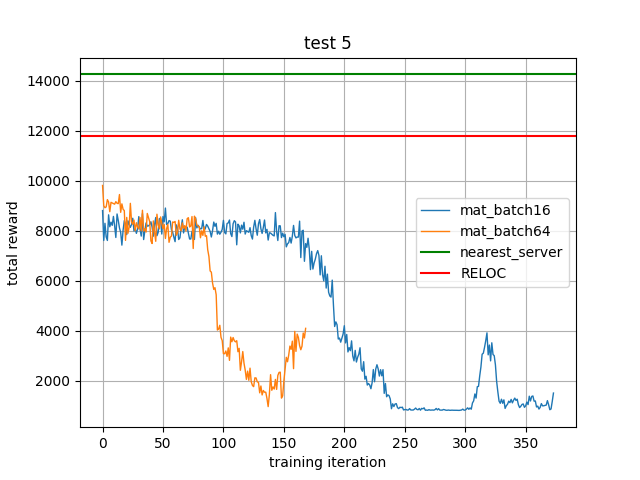 test 5
total reward
14000
12000
10000
8000
6000
4000
2000
mat_batch16
mat_batch64
nearest_server
RELOC
0 50 100 150 200 250 300 350
training iteration